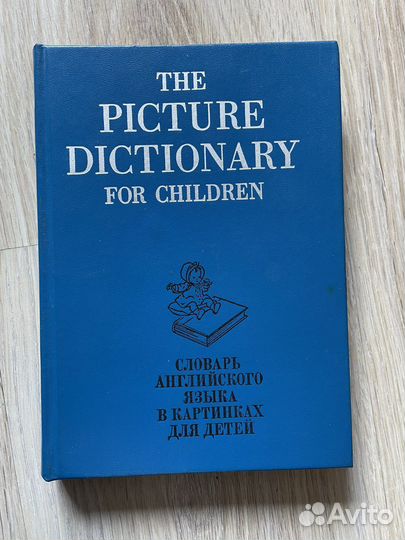 THE
PICTURE
DICTIONARY
FOR CHILDREN
СЛОВАРЬ
АНГЛИЙСКОГО
ЯЗЫКА
В КАРТИНКАХ
ДЛЯ ДЕТЕЙ
Avito